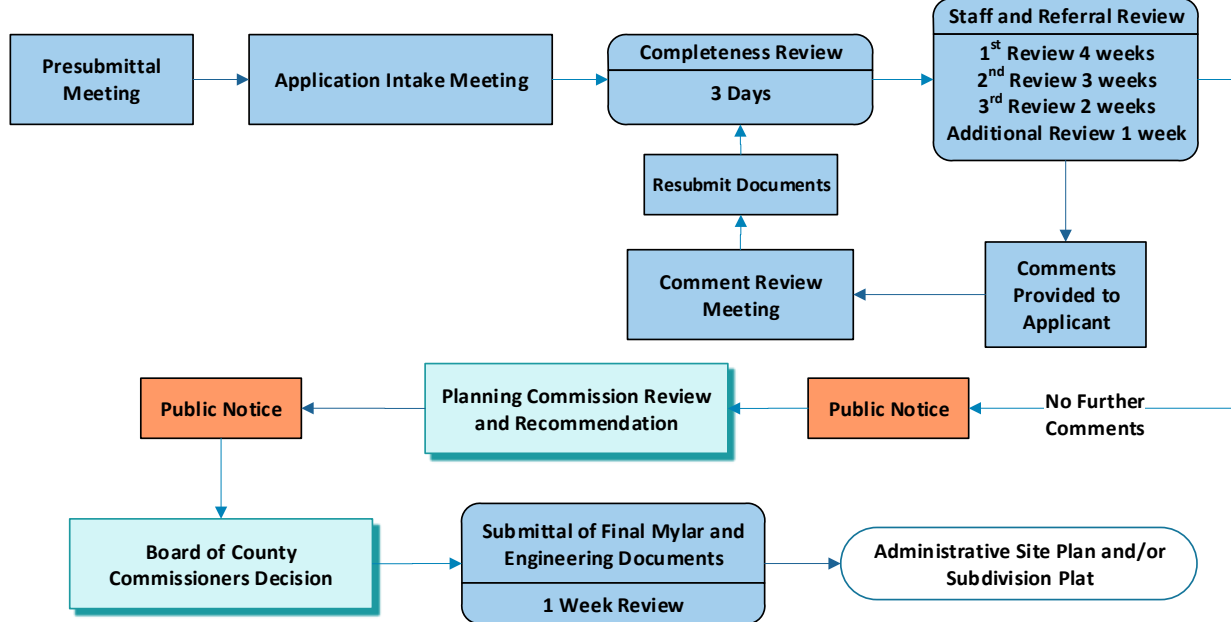 Presubmittal
Meeting
Application Intake Meeting
Completeness Review
3 Days
Staff and Referral Review
1st Review 4 weeks
2nd Review 3 weeks
3rd Review 2 weeks
Additional Review 1 week
Resubmit Documents
Comment Review
Meeting
Comments
Provided to
Applicant
Public Notice
Planning Commission Review
and Recommendation
Public Notice
No Further
Comments
Board of County
Commissioners Decision
Submittal of Final Mylar and
Engineering Documents
1 Week Review
Administrative Site Plan and/or
Subdivision Plat